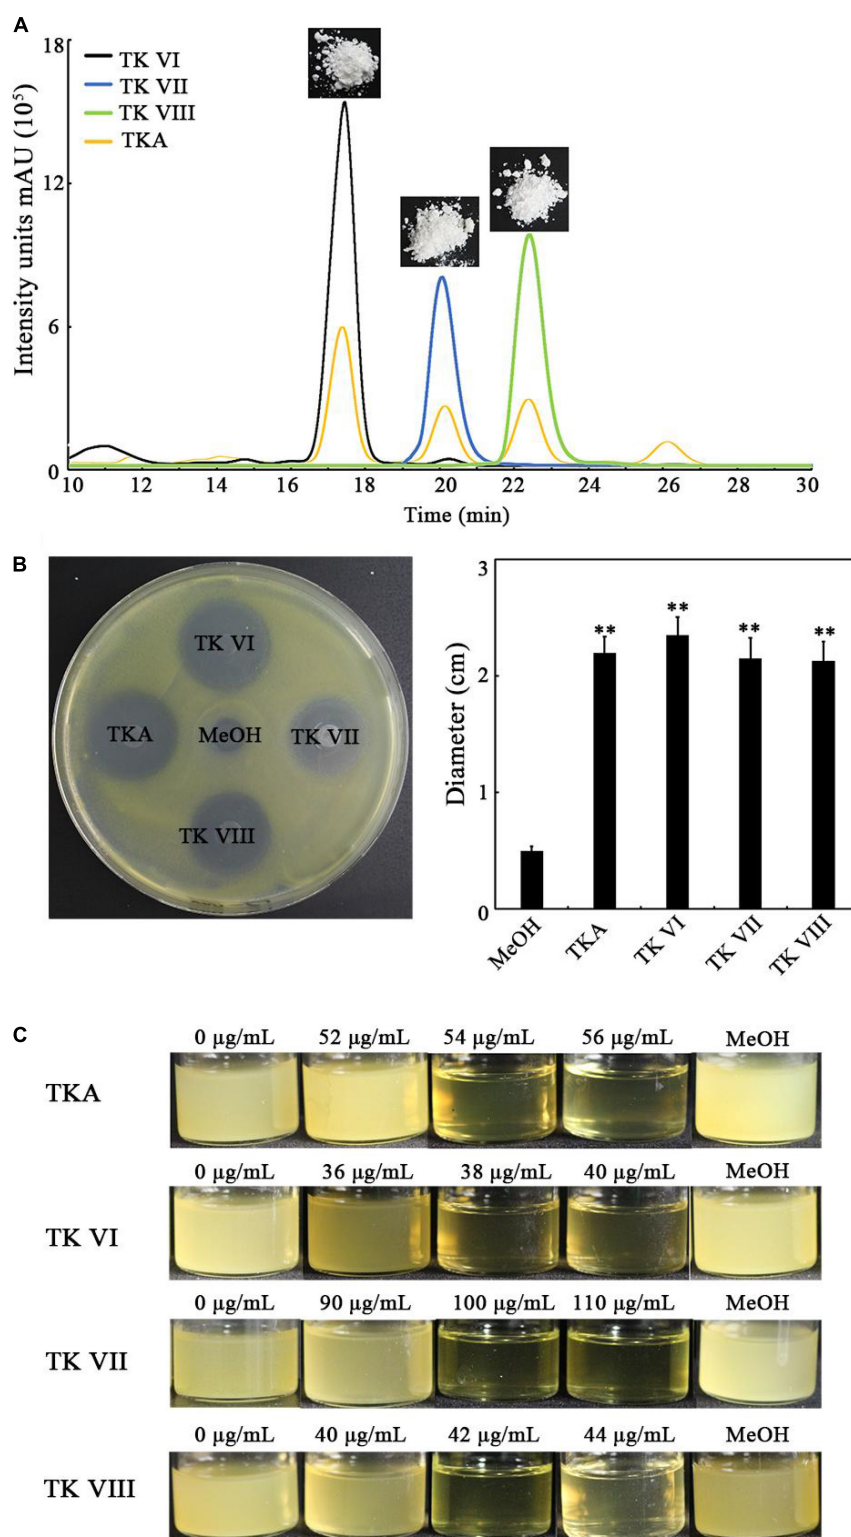 A
18
12
6
0
Intensity units mAU (10⁵)
TK VI
TK VII
TK VIII
TKA
10 12 14 16 18 20 22 24 26 28 30
Time (min)
B
TK VI
TKA MeOH TK VII
TK VIII
3
2
1
0
Diameter (cm)
** ** ** **
MeOH TKA TK VI TK VII TK VIII
C
0 µg/mL 52 µg/mL 54 µg/mL 56 µg/mL MeOH
TKA
0 µg/mL 36 µg/mL 38 µg/mL 40 µg/mL MeOH
TK VI
0 µg/mL 90 µg/mL 100 µg/mL 110 µg/mL MeOH
TK VII
0 µg/mL 40 µg/mL 42 µg/mL 44 µg/mL MeOH
TK VIII